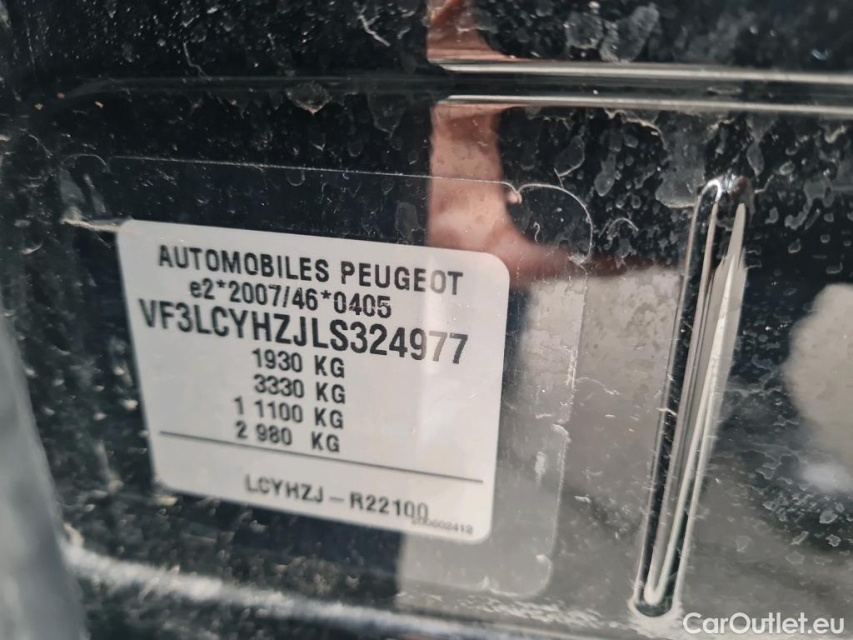 AUTOMOBILES PEUGEOT
e2*2007/46*0405
VF3LCYHZJLS324977
1930 KG
3330 KG
1 1100 KG
2 980 KG
LCYHZJ - R22100
CarOutlet.eu